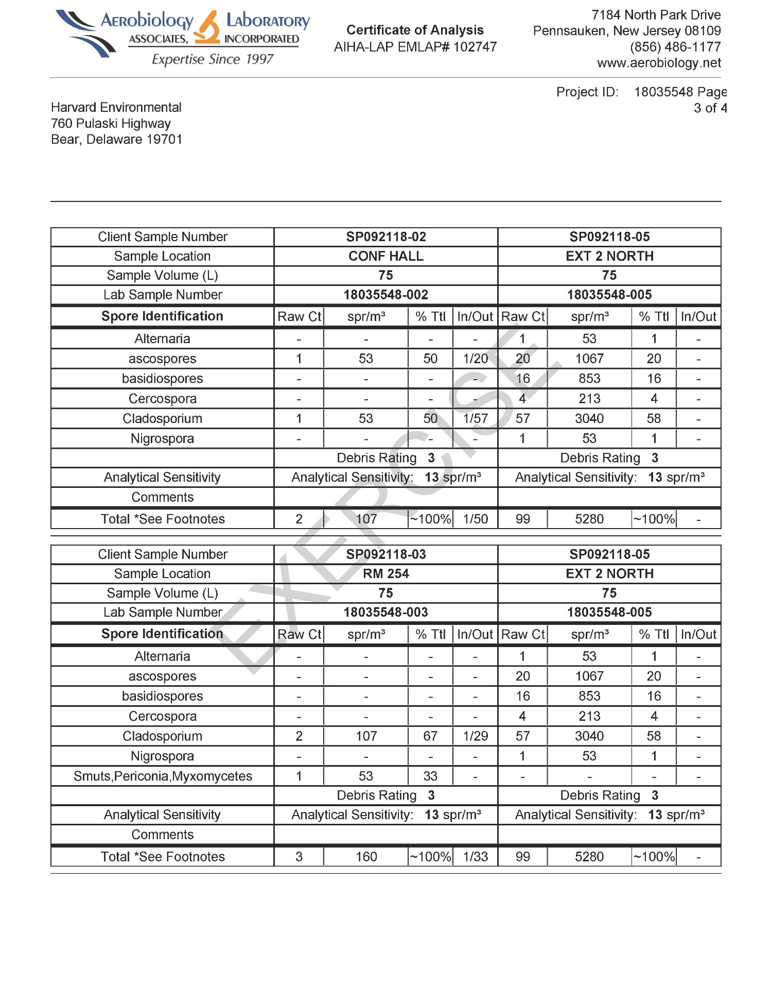 Aerobiology Laboratory
ASSOCIATES, INCORPORATED
Expertise Since 1997
Certificate of Analysis
AIHA-LAP EMLAP# 102747
7184 North Park Drive
Pennsauken, New Jersey 08109
(856) 486-1177
www.aerobiology.net
Project ID: 18035548 Page
3 of 4
Harvard Environmental
760 Pulaski Highway
Bear, Delaware 19701
Client Sample Number SP092118-02 SP092118-05
Sample Location CONF HALL EXT 2 NORTH
Sample Volume (L) 75 75
Lab Sample Number 18035548-002 18035548-005
Spore Identification Raw Ct spr/m³ % Ttl In/Out Raw Ct spr/m³ % Ttl In/Out
Alternaria - - - - 1 53 1 -
ascospores 1 53 50 1/20 20 1067 20 -
basidiospores - - - - 16 853 16 -
Cercospora - - - - 4 213 4 -
Cladosporium 1 53 50 1/57 57 3040 58 -
Nigrospora - - - - 1 53 1 -
Debris Rating 3 Debris Rating 3
Analytical Sensitivity Analytical Sensitivity: 13 spr/m³ Analytical Sensitivity: 13 spr/m³
Comments
Total *See Footnotes 2 107 ~100% 1/50 99 5280 ~100% -
Client Sample Number SP092118-03 SP092118-05
Sample Location RM 254 EXT 2 NORTH
Sample Volume (L) 75 75
Lab Sample Number 18035548-003 18035548-005
Spore Identification Raw Ct spr/m³ % Ttl In/Out Raw Ct spr/m³ % Ttl In/Out
Alternaria - - - - 1 53 1 -
ascospores - - - - 20 1067 20 -
basidiospores - - - - 16 853 16 -
Cercospora - - - - 4 213 4 -
Cladosporium 2 107 67 1/29 57 3040 58 -
Nigrospora - - - - 1 53 1 -
Smuts,Periconia,Myxomycetes 1 53 33 - - - - -
Debris Rating 3 Debris Rating 3
Analytical Sensitivity Analytical Sensitivity: 13 spr/m³ Analytical Sensitivity: 13 spr/m³
Comments
Total *See Footnotes 3 160 ~100% 1/33 99 5280 ~100% -
EXERCISE